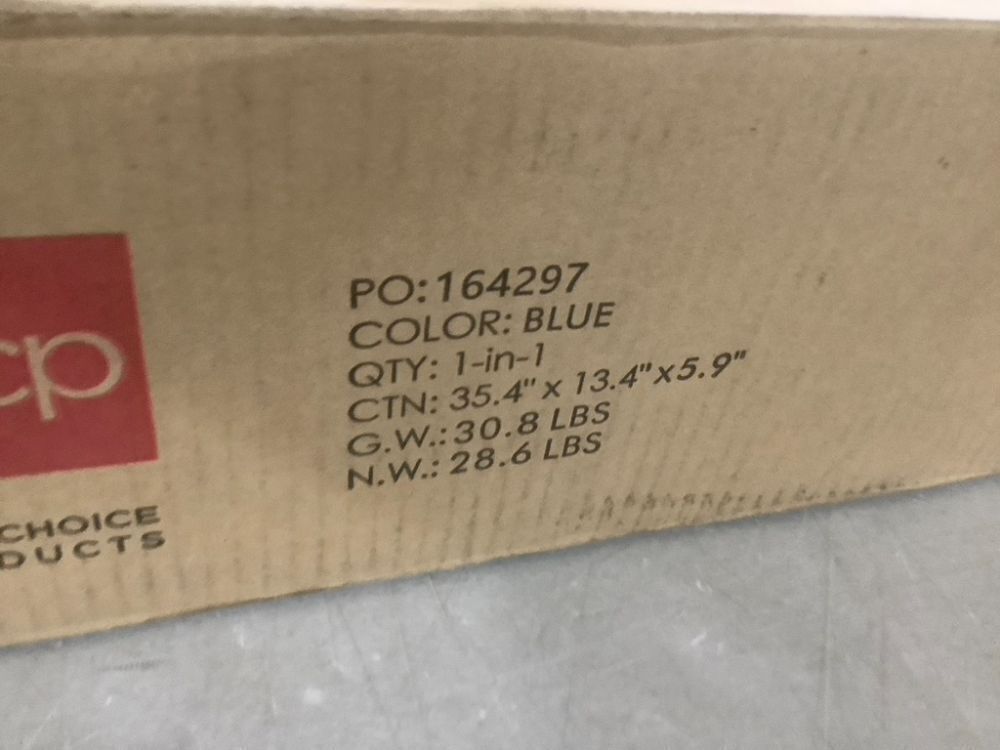 cp
CHOICE
DUCTS
PO:164297
COLOR: BLUE
QTY: 1-in-1
CTN: 35.4" x 13.4"x5.9"
G.W.:30.8 LBS
N.W.: 28.6 LBS